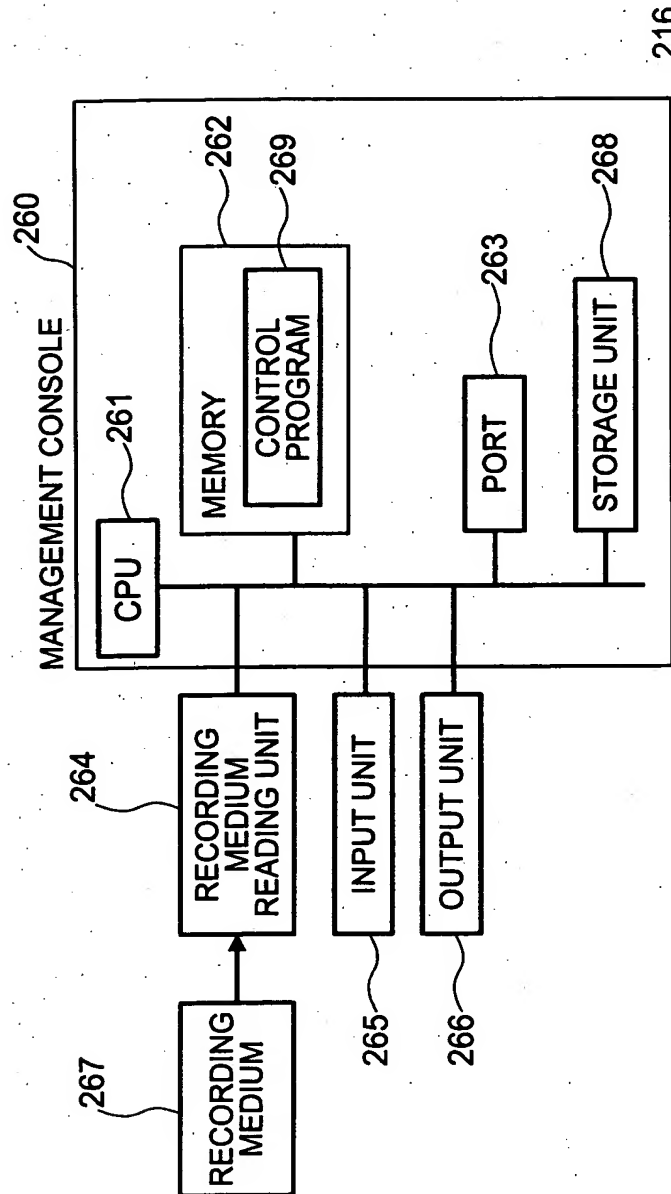 MANAGEMENT CONSOLE
260
261
CPU
262
MEMORY
269
CONTROL
PROGRAM
263
PORT
268
STORAGE UNIT
264
RECORDING
MEDIUM
READING UNIT
INPUT UNIT
265
OUTPUT UNIT
266
267
RECORDING
MEDIUM
216